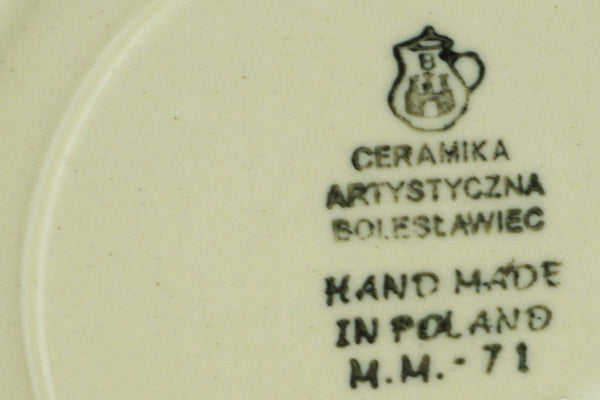 B
CERAMIKA
ARTYSTYCZNA
BOLESŁAWIEC
HAND MADE
IN POLAND
M.M.-71